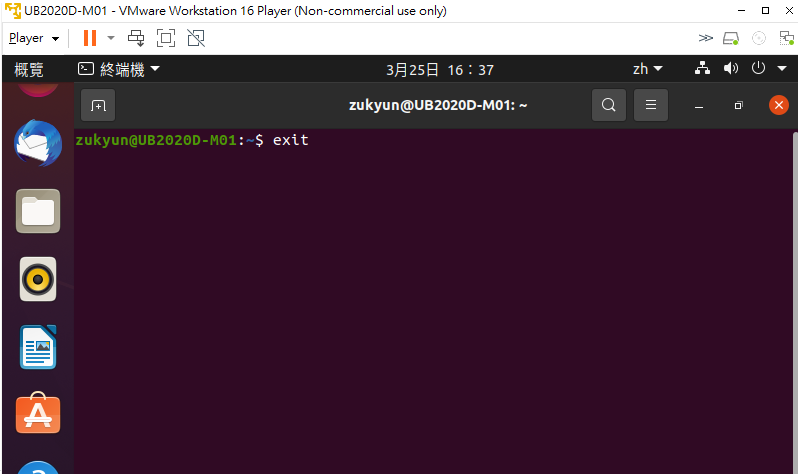 UB2020D-M01 - VMware Workstation 16 Player (Non-commercial use only)
Player
概覽 終端機 3月25日 16：37 zh
zukyun@UB2020D-M01: ~
zukyun@UB2020D-M01:~$ exit